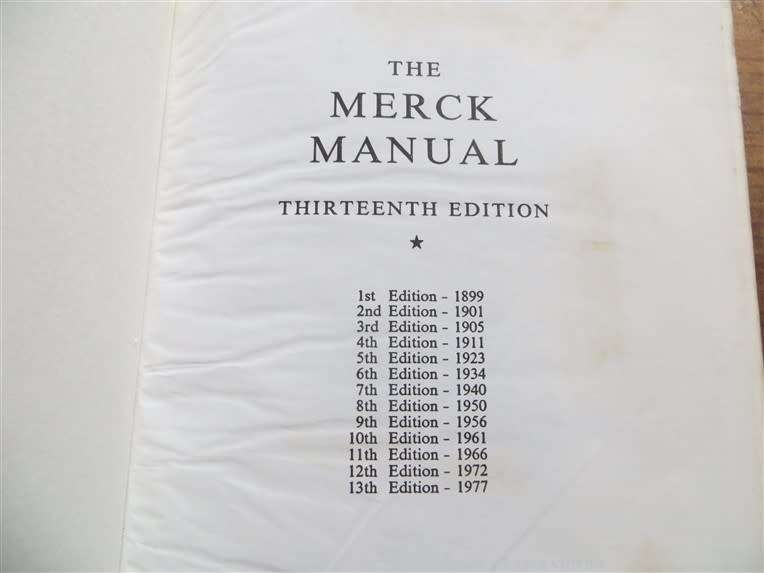 THE
MERCK
MANUAL
THIRTEENTH EDITION
★
1st Edition - 1899
2nd Edition - 1901
3rd Edition - 1905
4th Edition - 1911
5th Edition - 1923
6th Edition - 1934
7th Edition - 1940
8th Edition - 1950
9th Edition - 1956
10th Edition - 1961
11th Edition - 1966
12th Edition - 1972
13th Edition - 1977